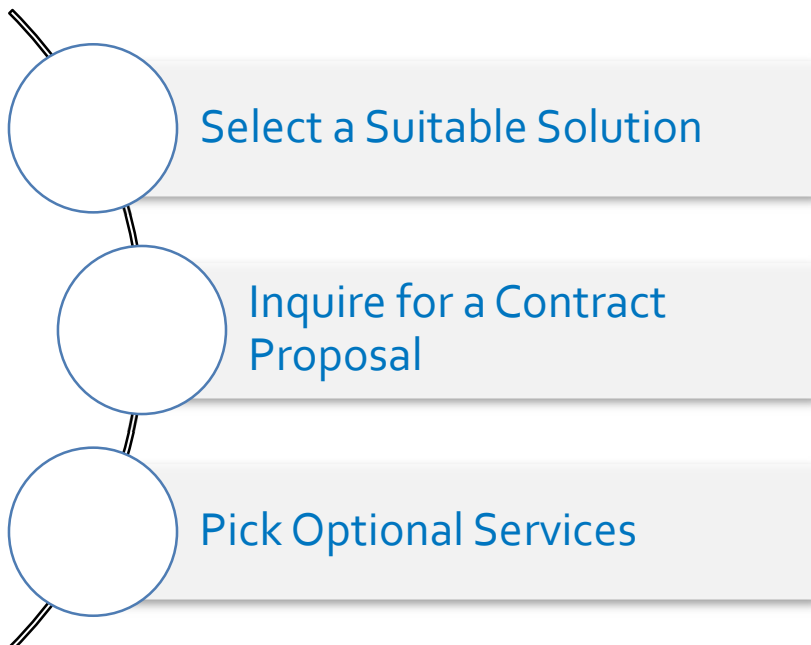 Select a Suitable Solution
Inquire for a Contract
Proposal
Pick Optional Services